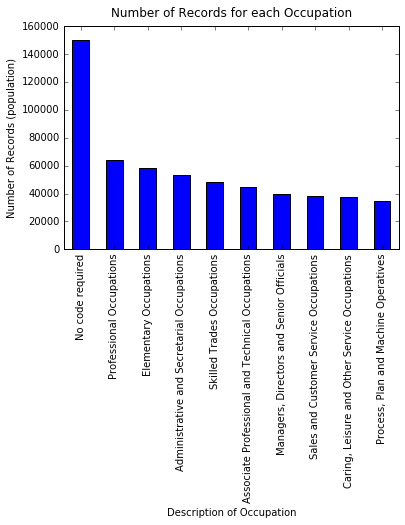 Number of Records for each Occupation
160000
140000
120000
100000
80000
60000
40000
20000
0
Number of Records (population)
No code required
Professional Occupations
Elementary Occupations
Administrative and Secretarial Occupations
Skilled Trades Occupations
Associate Professional and Technical Occupations
Managers, Directors and Senior Officials
Sales and Customer Service Occupations
Caring, Leisure and Other Service Occupations
Process, Plan and Machine Operatives
Description of Occupation